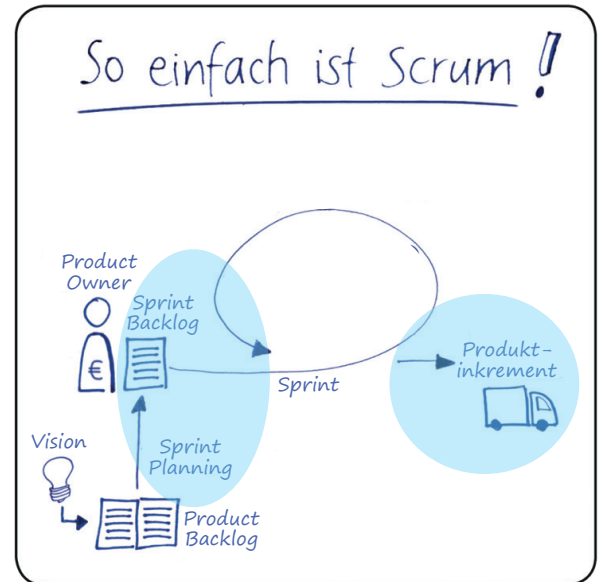 So einfach ist Scrum!
Product
Owner
Sprint
Backlog
€
Sprint
Produkt-
inkrement
Vision
Sprint
Planning
Product
Backlog